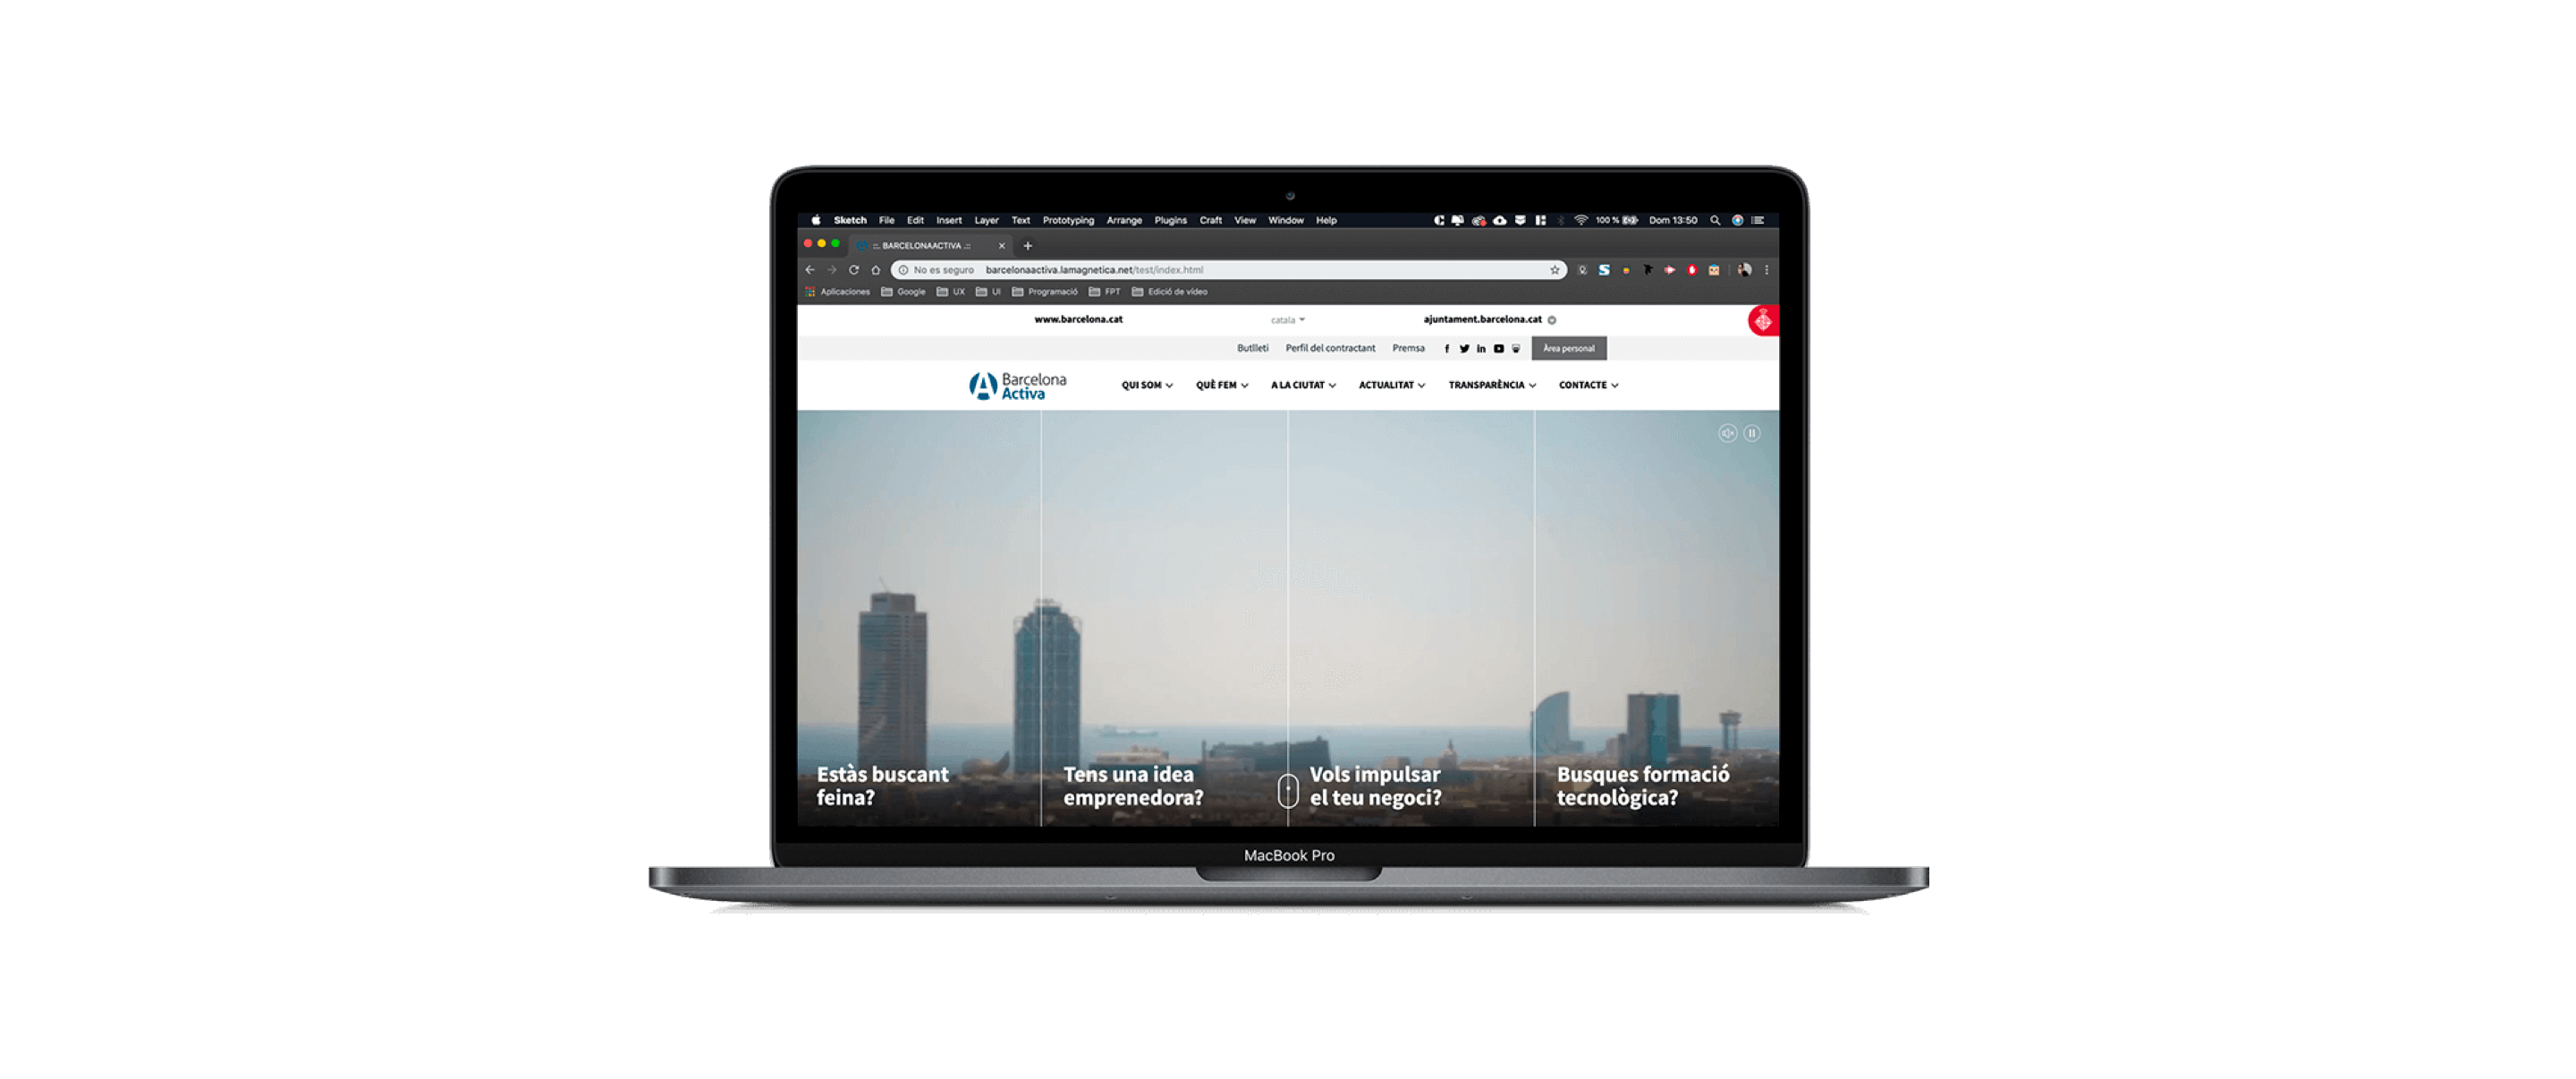 Sketch File Edit Insert Layer Text Prototyping Arrange Plugins Craft View Window Help 100 % Dom 13:50
::. BARCELONAACTIVA .::
No es seguro barcelonaactiva.lamagnetica.net/test/index.html
Aplicaciones Google UX UI Programació FPT Edició de vídeo
www.barcelona.cat català ajuntament.barcelona.cat
Butlletí Perfil del contractant Premsa Àrea personal
Barcelona
Activa
QUI SOM QUÈ FEM A LA CIUTAT ACTUALITAT TRANSPARÈNCIA CONTACTE
Estàs buscant
feina?
Tens una idea
emprenedora?
Vols impulsar
el teu negoci?
Busques formació
tecnològica?
MacBook Pro